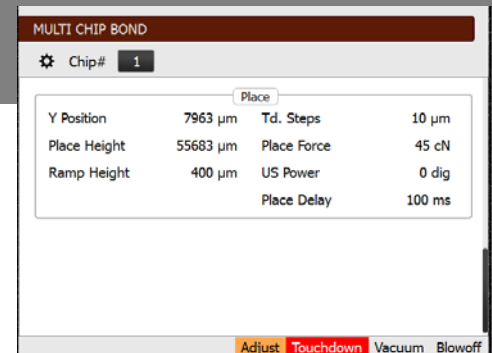 MULTI CHIP BOND
Chip# 1
Place
Y Position 7963 µm Td. Steps 10 µm
Place Height 55683 µm Place Force 45 cN
Ramp Height 400 µm US Power 0 dig
Place Delay 100 ms
Adjust Touchdown Vacuum Blowoff